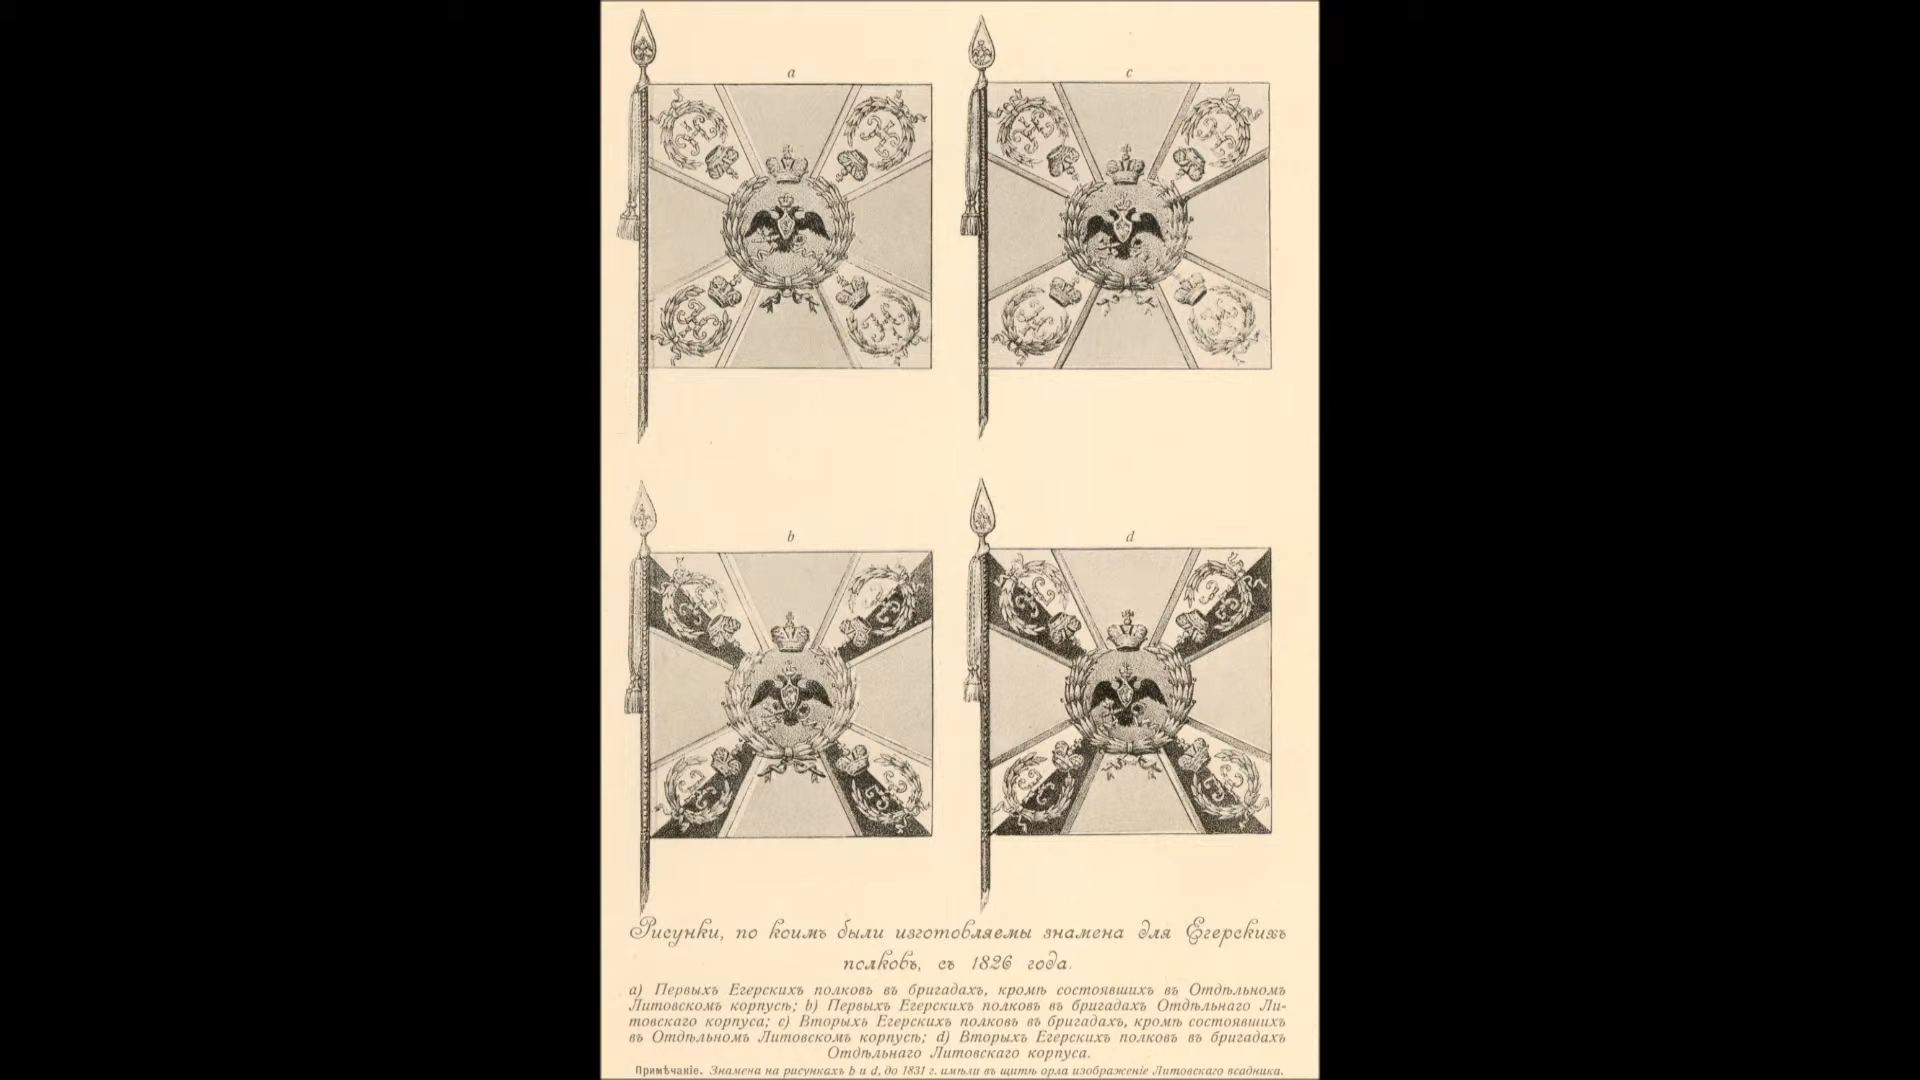 a c
b d
Рисунки, по коимъ были изготовляемы знамена для Егерскихъ
полковъ, съ 1826 года.
a) Первыхъ Егерскихъ полковъ въ бригадахъ, кромѣ состоявшихъ въ Отдѣльномъ
Литовскомъ корпусѣ; b) Первыхъ Егерскихъ полковъ въ бригадахъ Отдѣльнаго Ли-
товскаго корпуса; c) Вторыхъ Егерскихъ полковъ въ бригадахъ, кромѣ состоявшихъ
въ Отдѣльномъ Литовскомъ корпусѣ; d) Вторыхъ Егерскихъ полковъ въ бригадахъ
Отдѣльнаго Литовскаго корпуса.
Примѣчаніе. Знамена на рисункахъ b и d, до 1831 г. имѣли въ щитѣ орла изображеніе Литовскаго всадника.